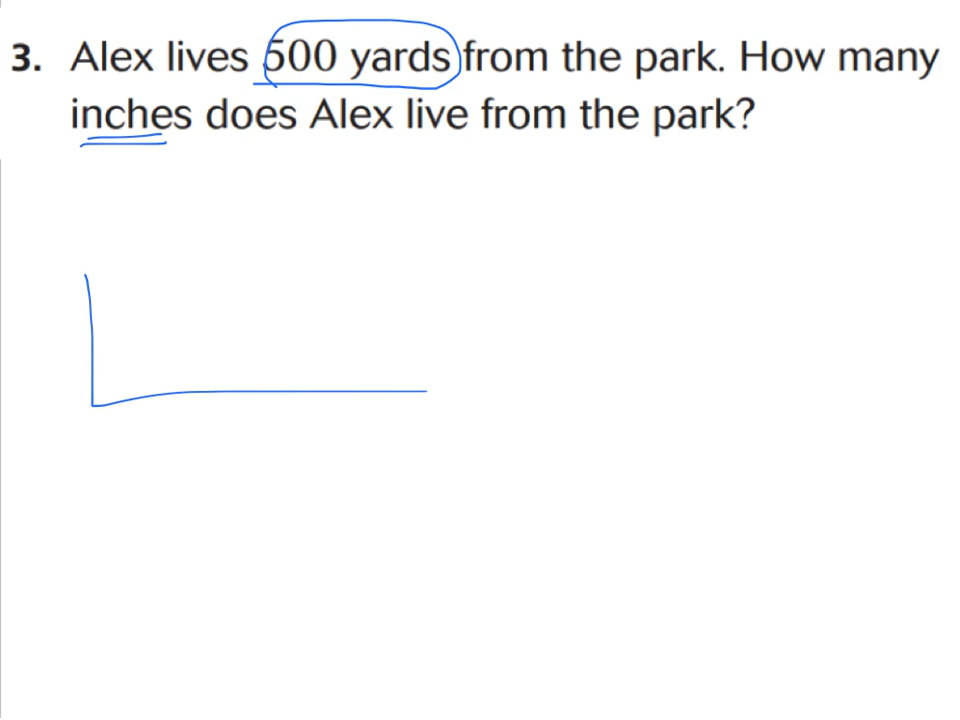 3. Alex lives 500 yards from the park. How many
inches does Alex live from the park?